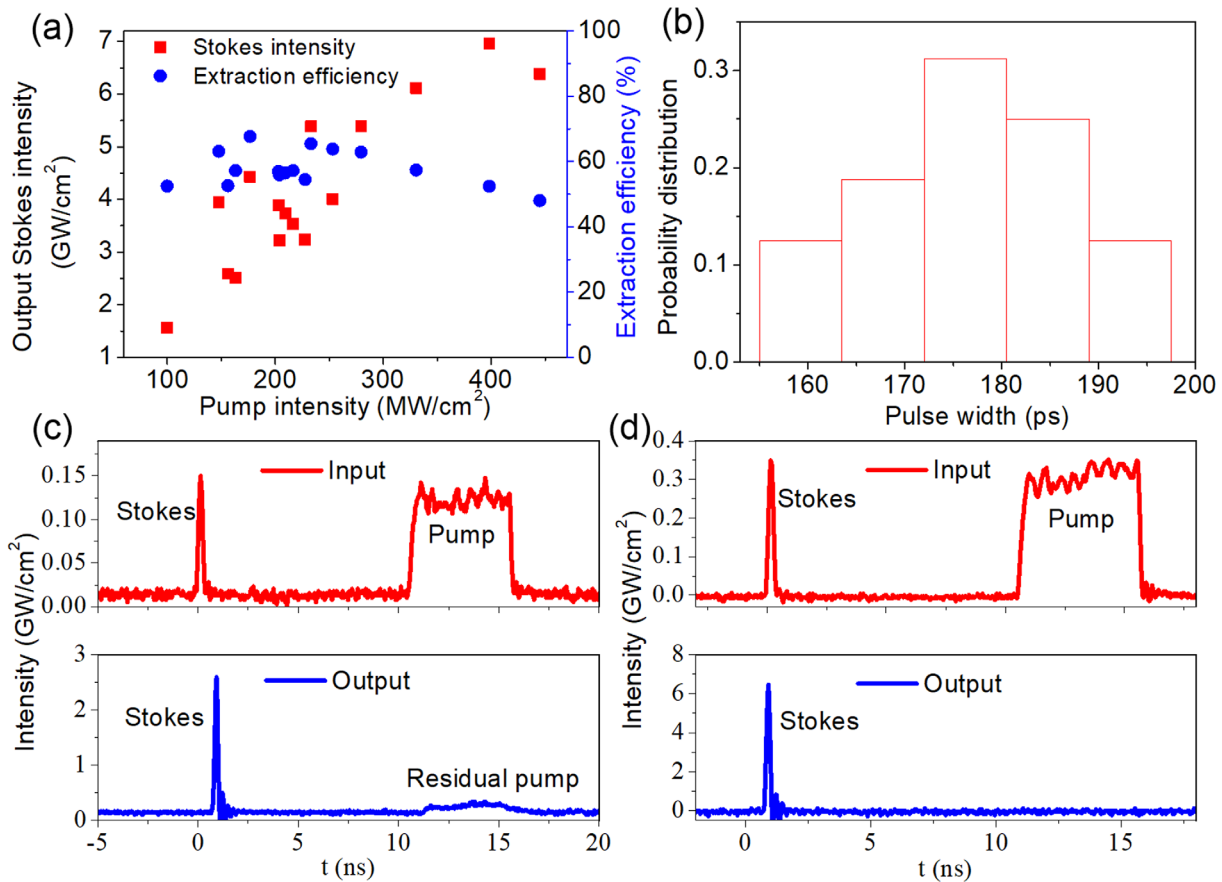 (a)
Stokes intensity
Extraction efficiency
Output Stokes intensity
(GW/cm²)
7
6
5
4
3
2
1
100
80
60
40
20
0
Extraction efficiency (%)
100 200 300 400
Pump intensity (MW/cm²)
(b)
Probability distribution
0.3
0.2
0.1
0.0
160 170 180 190 200
Pulse width (ps)
(c)
Intensity (GW/cm²)
0.15
0.10
0.05
0.00
Input
Stokes
Pump
3
2
1
0
Output
Stokes
Residual pump
-5 0 5 10 15 20
t (ns)
(d)
Intensity (GW/cm²)
0.4
0.3
0.2
0.0
Input
Stokes
Pump
8
6
4
2
0
Output
Stokes
0 5 10 15
t (ns)